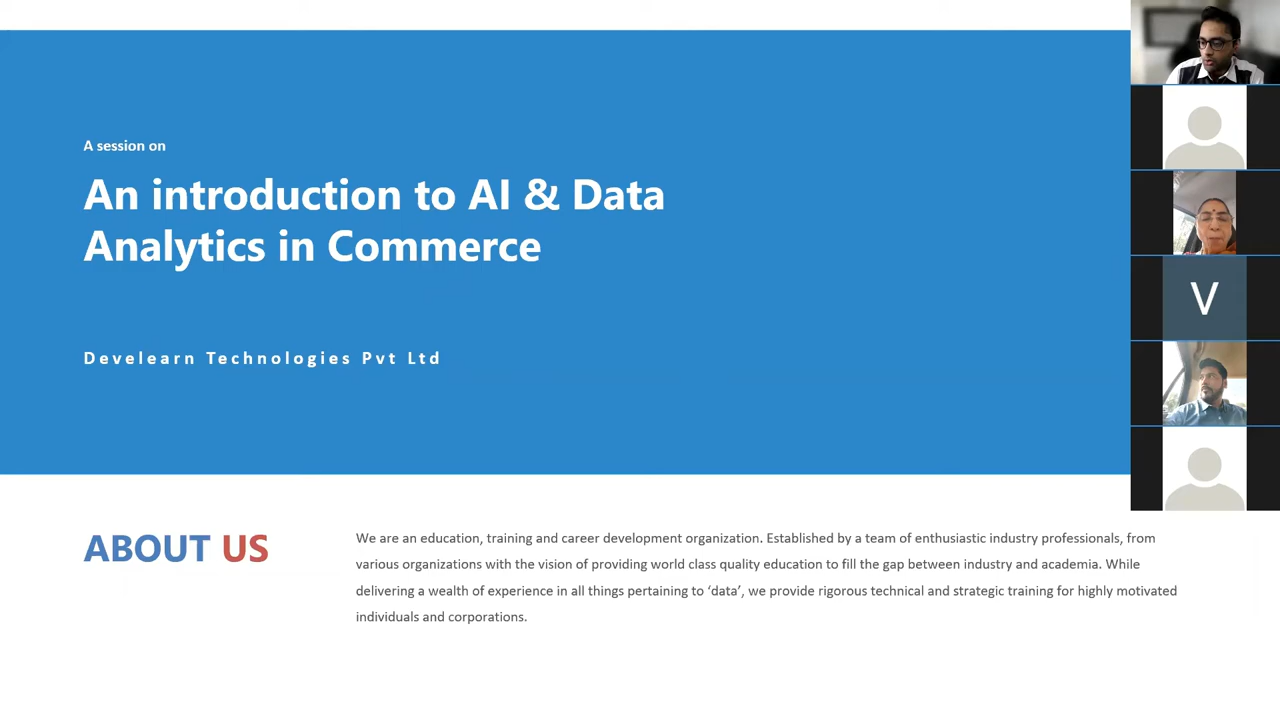 A session on
An introduction to AI & Data
Analytics in Commerce
Develearn Technologies Pvt Ltd
V
ABOUT US
We are an education, training and career development organization. Established by a team of enthusiastic industry professionals, from
various organizations with the vision of providing world class quality education to fill the gap between industry and academia. While
delivering a wealth of experience in all things pertaining to ‘data’, we provide rigorous technical and strategic training for highly motivated
individuals and corporations.